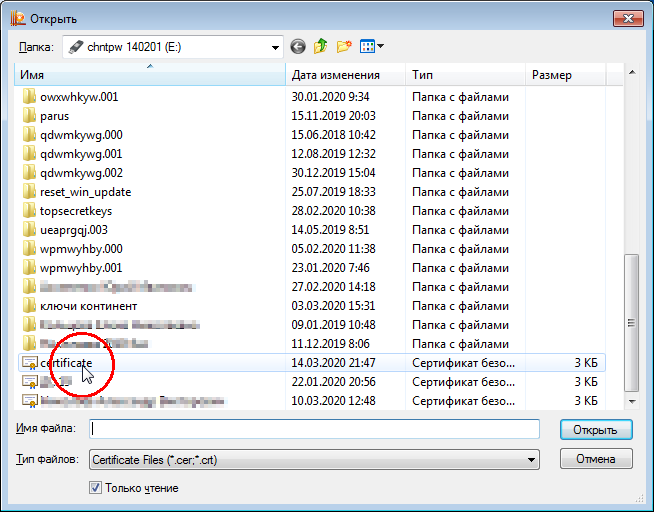 Открыть
Папка: chntpw 140201 (E:)
Имя Дата изменения Тип Размер
owxwhkyw.001 30.01.2020 9:34 Папка с файлами
parus 15.11.2019 20:03 Папка с файлами
qdwmkywg.000 15.06.2018 10:42 Папка с файлами
qdwmkywg.001 12.08.2019 12:32 Папка с файлами
qdwmkywg.002 30.12.2019 15:04 Папка с файлами
reset_win_update 25.07.2019 18:33 Папка с файлами
topsecretkeys 28.02.2020 10:38 Папка с файлами
ueaprgqj.003 14.05.2019 8:51 Папка с файлами
wpmwyhby.000 05.02.2020 11:38 Папка с файлами
wpmwyhby.001 23.01.2020 7:46 Папка с файлами
27.02.2020 14:18 Папка с файлами
ключи континент 03.03.2020 15:31 Папка с файлами
09.01.2019 10:48 Папка с файлами
11.12.2019 8:06 Папка с файлами
certificate 14.03.2020 21:47 Сертификат безо... 3 КБ
22.01.2020 20:56 Сертификат безо... 3 КБ
10.03.2020 12:48 Сертификат безо... 3 КБ
Имя файла: Открыть
Тип файлов: Certificate Files (*.cer;*.crt) Отмена
Только чтение